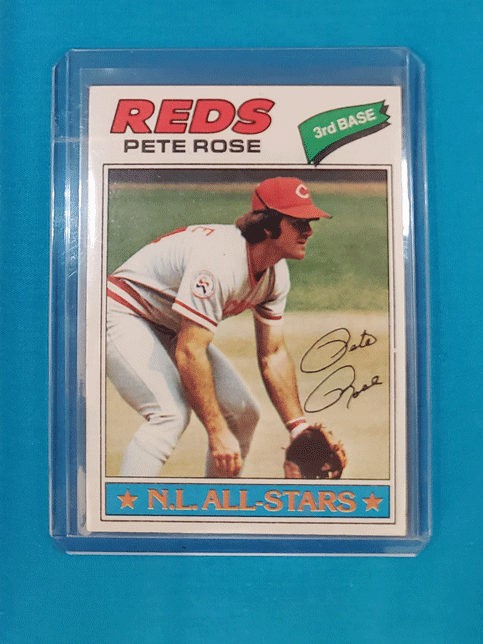 REDS
PETE ROSE
3rd BASE
Pete
Rose
N.L. ALL-STARS